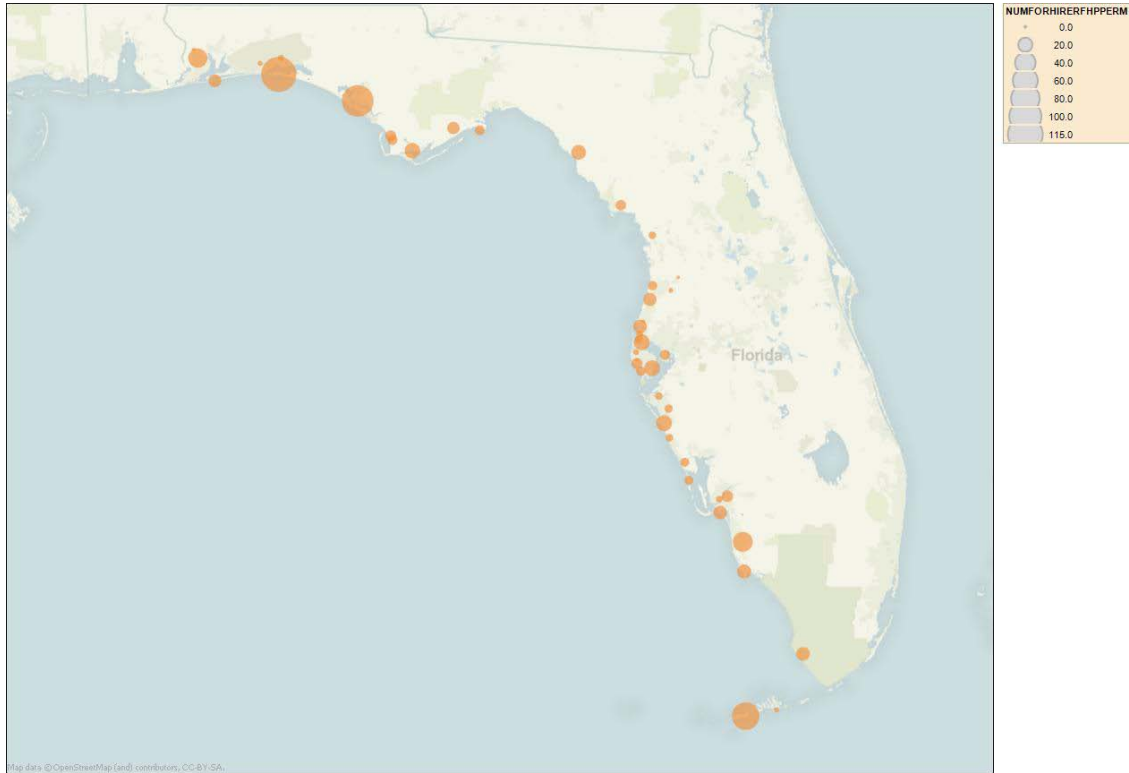 NUMFORHIRERFHPPERM
0.0
20.0
40.0
60.0
80.0
100.0
115.0
Florida
Map data ©OpenStreetMap (and) contributors, CC-BY-SA.